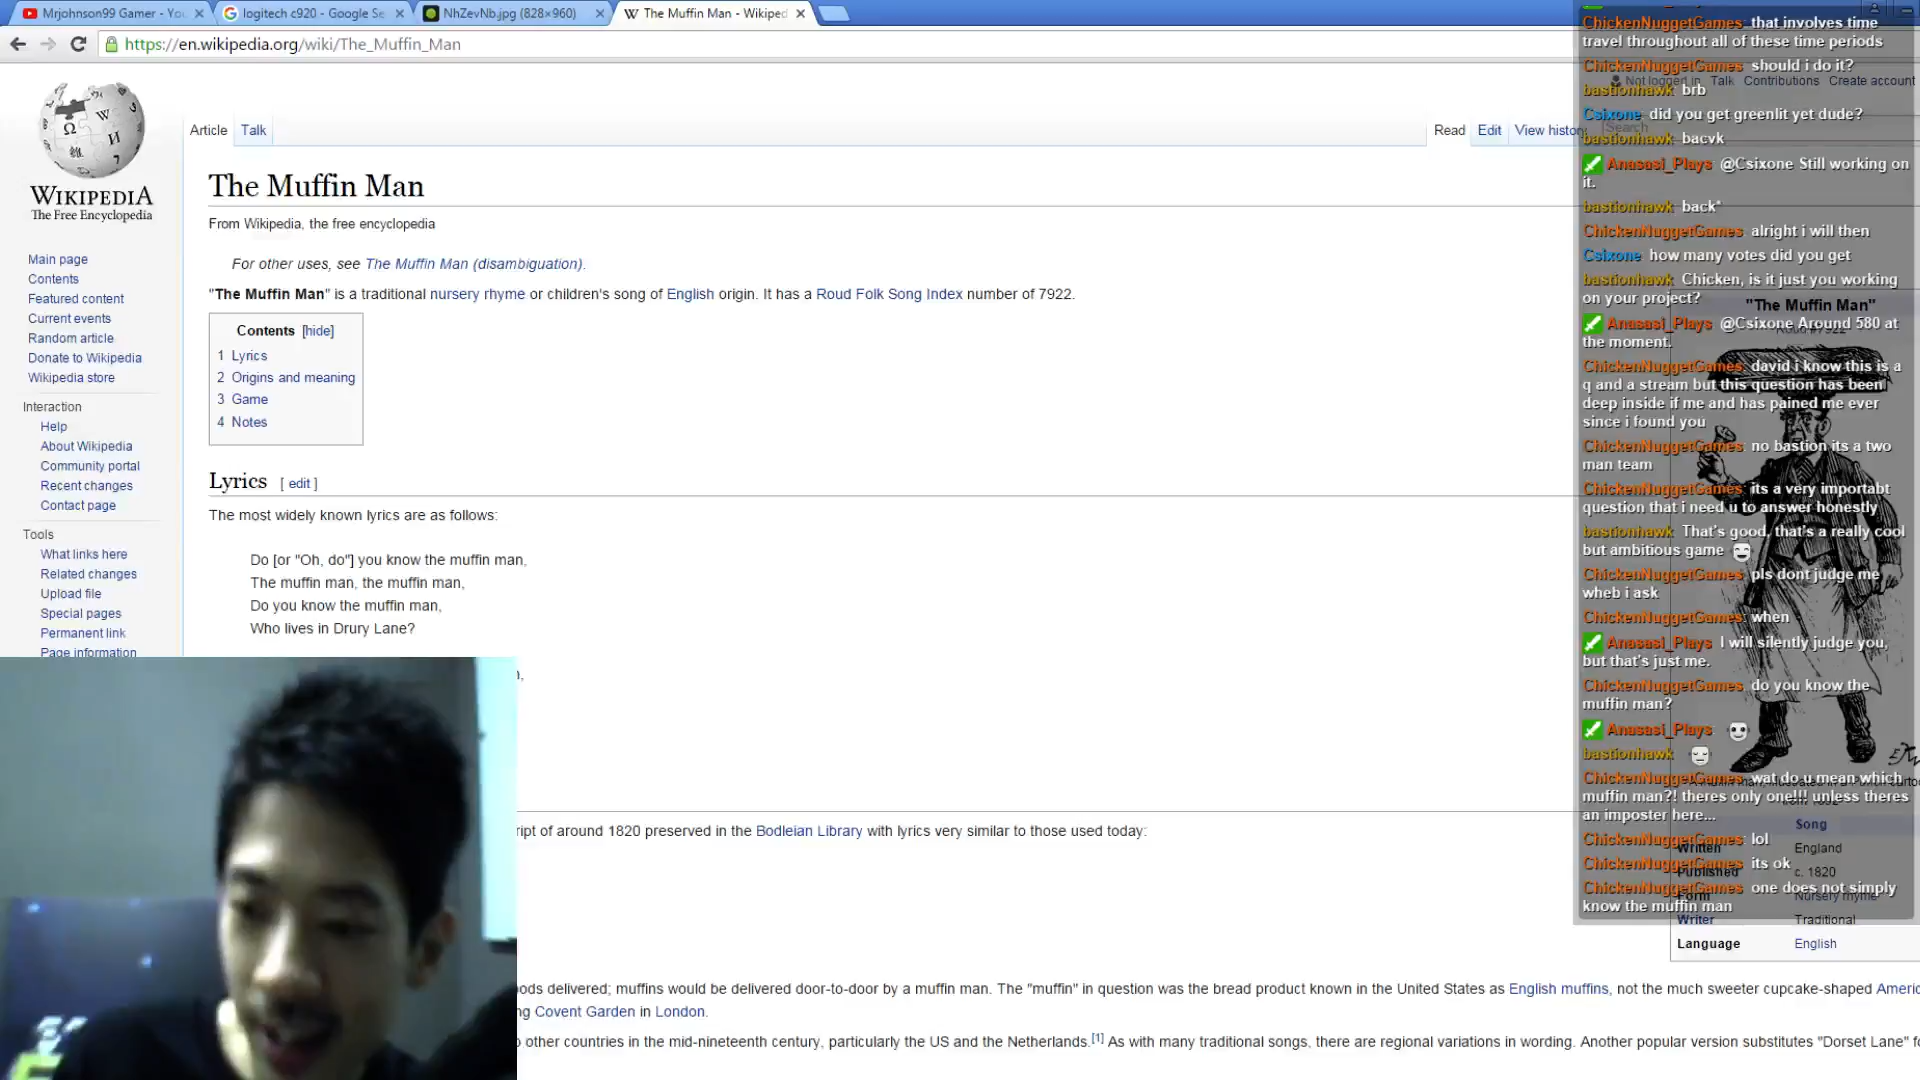 Mrjohnson99 Gamer - You
logitech c920 - Google Se
NhZevNb.jpg (828×960)
The Muffin Man - Wikiped
https://en.wikipedia.org/wiki/The_Muffin_Man
Not logged in Talk Contributions Create account
WIKIPEDIA
The Free Encyclopedia
Article Talk
Read Edit View history Search
The Muffin Man
From Wikipedia, the free encyclopedia
For other uses, see The Muffin Man (disambiguation).
"The Muffin Man" is a traditional nursery rhyme or children's song of English origin. It has a Roud Folk Song Index number of 7922.
Contents [hide]
1 Lyrics
2 Origins and meaning
3 Game
4 Notes
Lyrics [ edit ]
The most widely known lyrics are as follows:
Do [or "Oh, do"] you know the muffin man,
The muffin man, the muffin man,
Do you know the muffin man,
Who lives in Drury Lane?
Main page
Contents
Featured content
Current events
Random article
Donate to Wikipedia
Wikipedia store
Interaction
Help
About Wikipedia
Community portal
Recent changes
Contact page
Tools
What links here
Related changes
Upload file
Special pages
Permanent link
Page information
ript of around 1820 preserved in the Bodleian Library with lyrics very similar to those used today:
ods delivered; muffins would be delivered door-to-door by a muffin man. The "muffin" in question was the bread product known in the United States as English muffins, not the much sweeter cupcake-shaped Americ
ng Covent Garden in London.
o other countries in the mid-nineteenth century, particularly the US and the Netherlands.[1] As with many traditional songs, there are regional variations in wording. Another popular version substitutes "Dorset Lane" fo
ChickenNuggetGames: that involves time
travel throughout all of these time periods
ChickenNuggetGames: should i do it?
bastionhawk: brb
Csixone: did you get greenlit yet dude?
bastionhawk: bacvk
Anasasi_Plays: @Csixone Still working on
it.
bastionhawk: back*
ChickenNuggetGames: alright i will then
Csixone: how many votes did you get
bastionhawk: Chicken, is it just you working
on your project?
Anasasi_Plays: @Csixone Around 580 at
the moment.
ChickenNuggetGames: david i know this is a
q and a stream but this question has been
deep inside if me and has pained me ever
since i found you
ChickenNuggetGames: no bastion its a two
man team
ChickenNuggetGames: its a very importabt
question that i need u to answer honestly
bastionhawk: That's good, that's a really cool
but ambitious game
ChickenNuggetGames: pls dont judge me
wheb i ask
ChickenNuggetGames: when
Anasasi_Plays: I will silently judge you,
but that's just me.
ChickenNuggetGames: do you know the
muffin man?
Anasasi_Plays:
bastionhawk:
ChickenNuggetGames: wat do u mean which
muffin man?! theres only one!!! unless theres
an imposter here...
ChickenNuggetGames: lol
ChickenNuggetGames: its ok
ChickenNuggetGames: one does not simply
know the muffin man
"The Muffin Man"
Song
Written England
Published c. 1820
Form Nursery rhyme
Writer Traditional
Language English